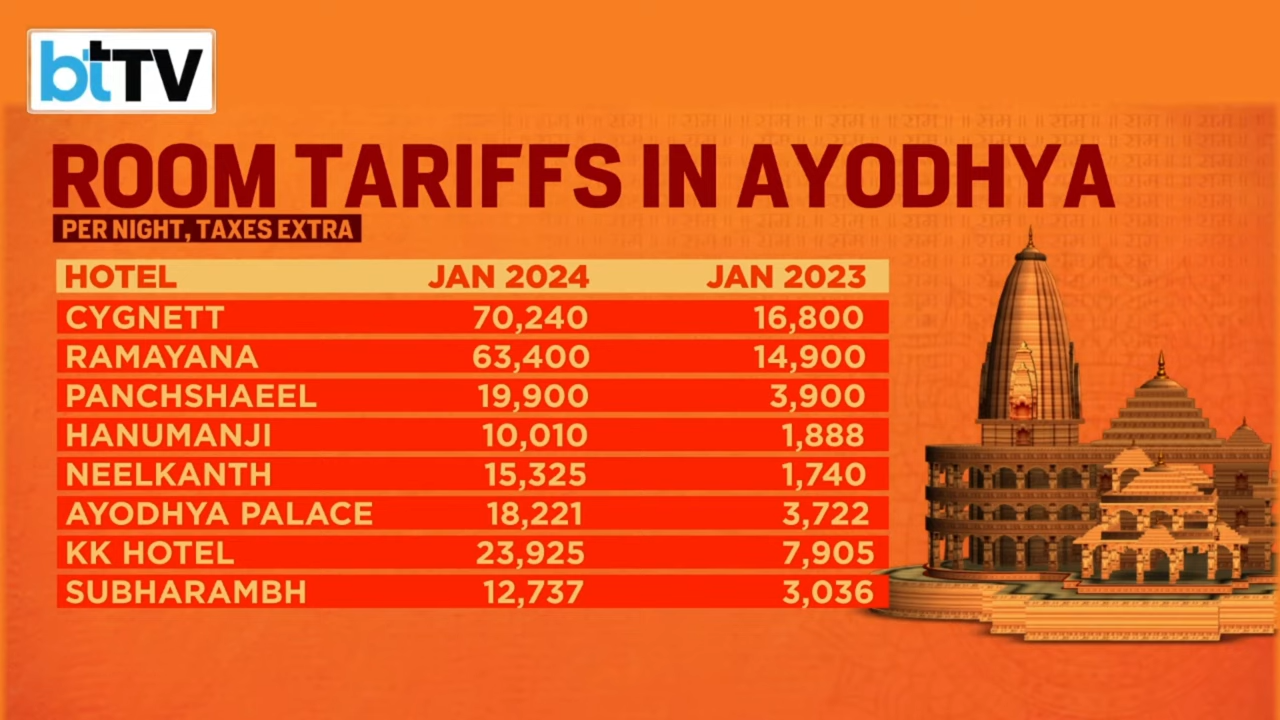 btTV
ROOM TARIFFS IN AYODHYA
PER NIGHT, TAXES EXTRA
HOTEL JAN 2024 JAN 2023
CYGNETT 70,240 16,800
RAMAYANA 63,400 14,900
PANCHSHAEEL 19,900 3,900
HANUMANJI 10,010 1,888
NEELKANTH 15,325 1,740
AYODHYA PALACE 18,221 3,722
KK HOTEL 23,925 7,905
SUBHARAMBH 12,737 3,036